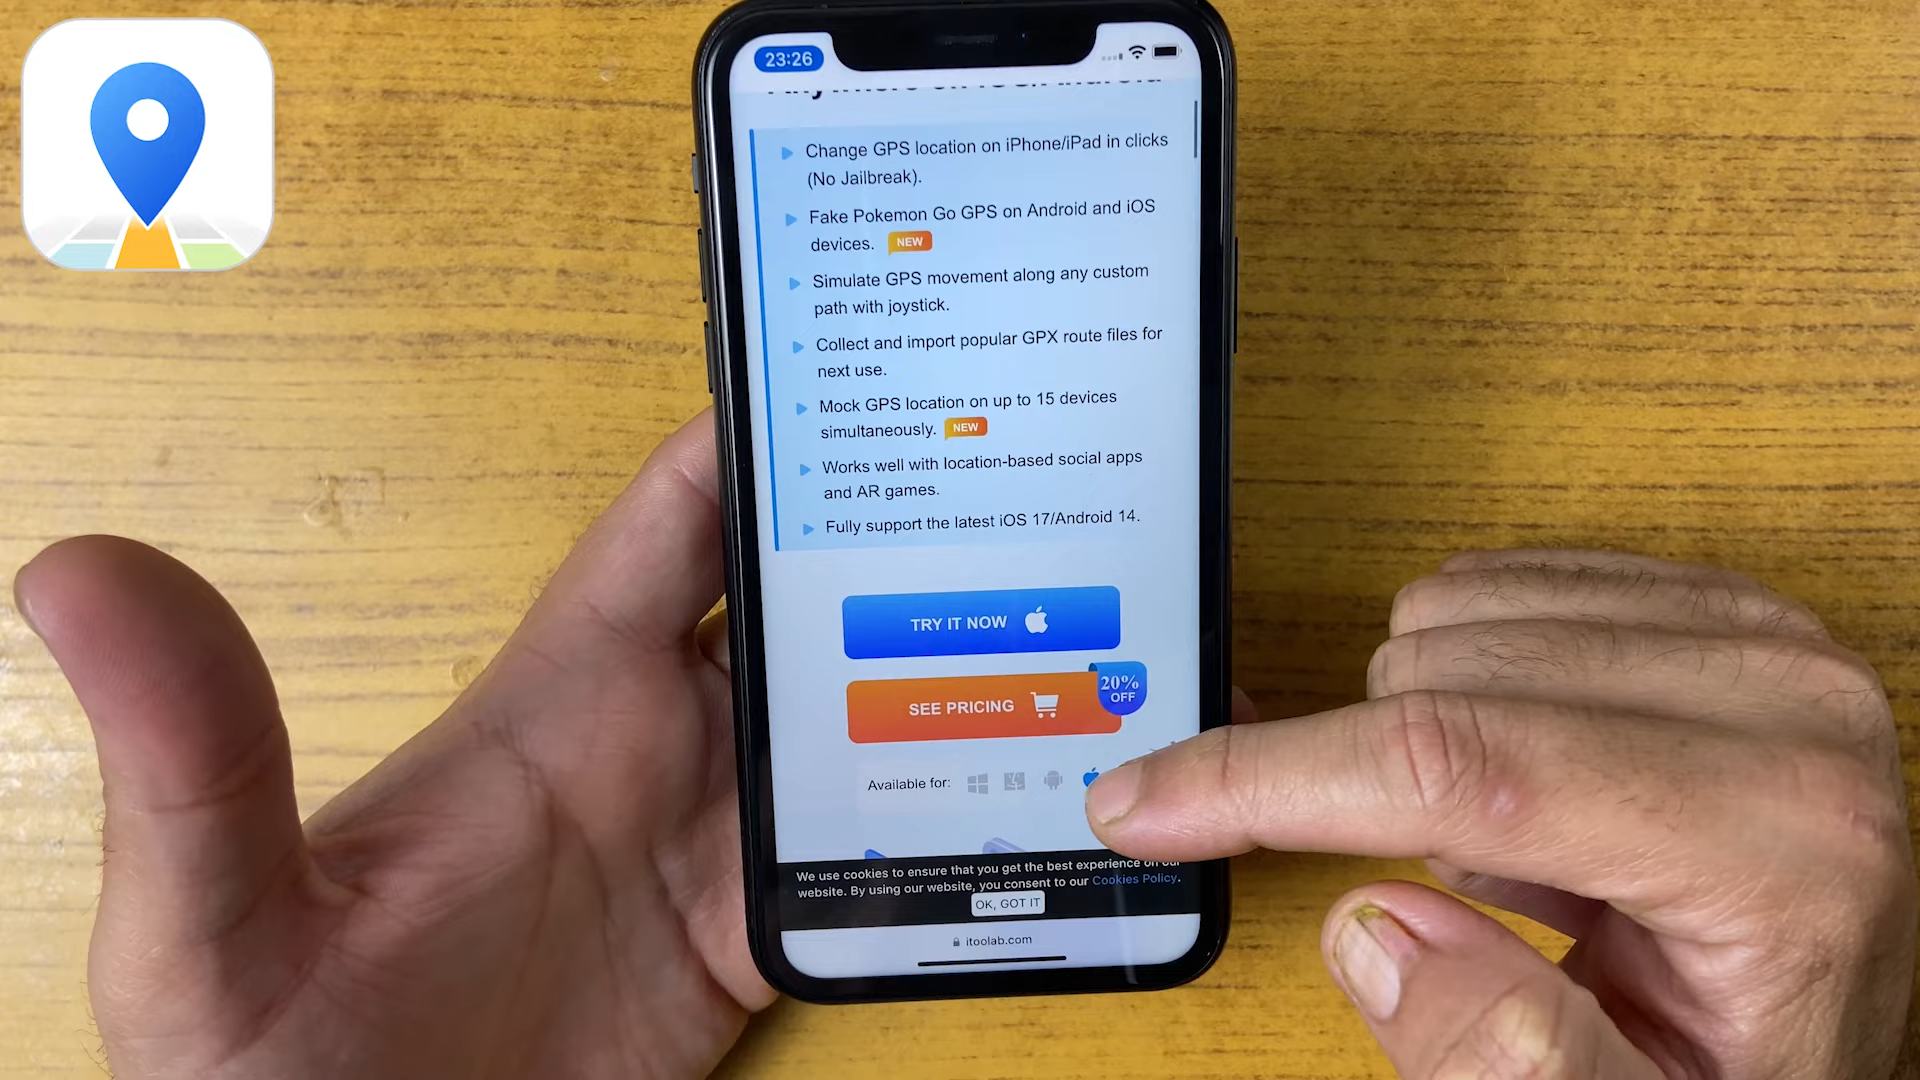 23:26
Change GPS location on iPhone/iPad in clicks
(No Jailbreak).
Fake Pokemon Go GPS on Android and iOS
devices. NEW
Simulate GPS movement along any custom
path with joystick.
Collect and import popular GPX route files for
next use.
Mock GPS location on up to 15 devices
simultaneously. NEW
Works well with location-based social apps
and AR games.
Fully support the latest iOS 17/Android 14.
TRY IT NOW
20%
OFF
SEE PRICING
Available for:
We use cookies to ensure that you get the best experience on our
website. By using our website, you consent to our Cookies Policy.
OK, GOT IT
itoolab.com